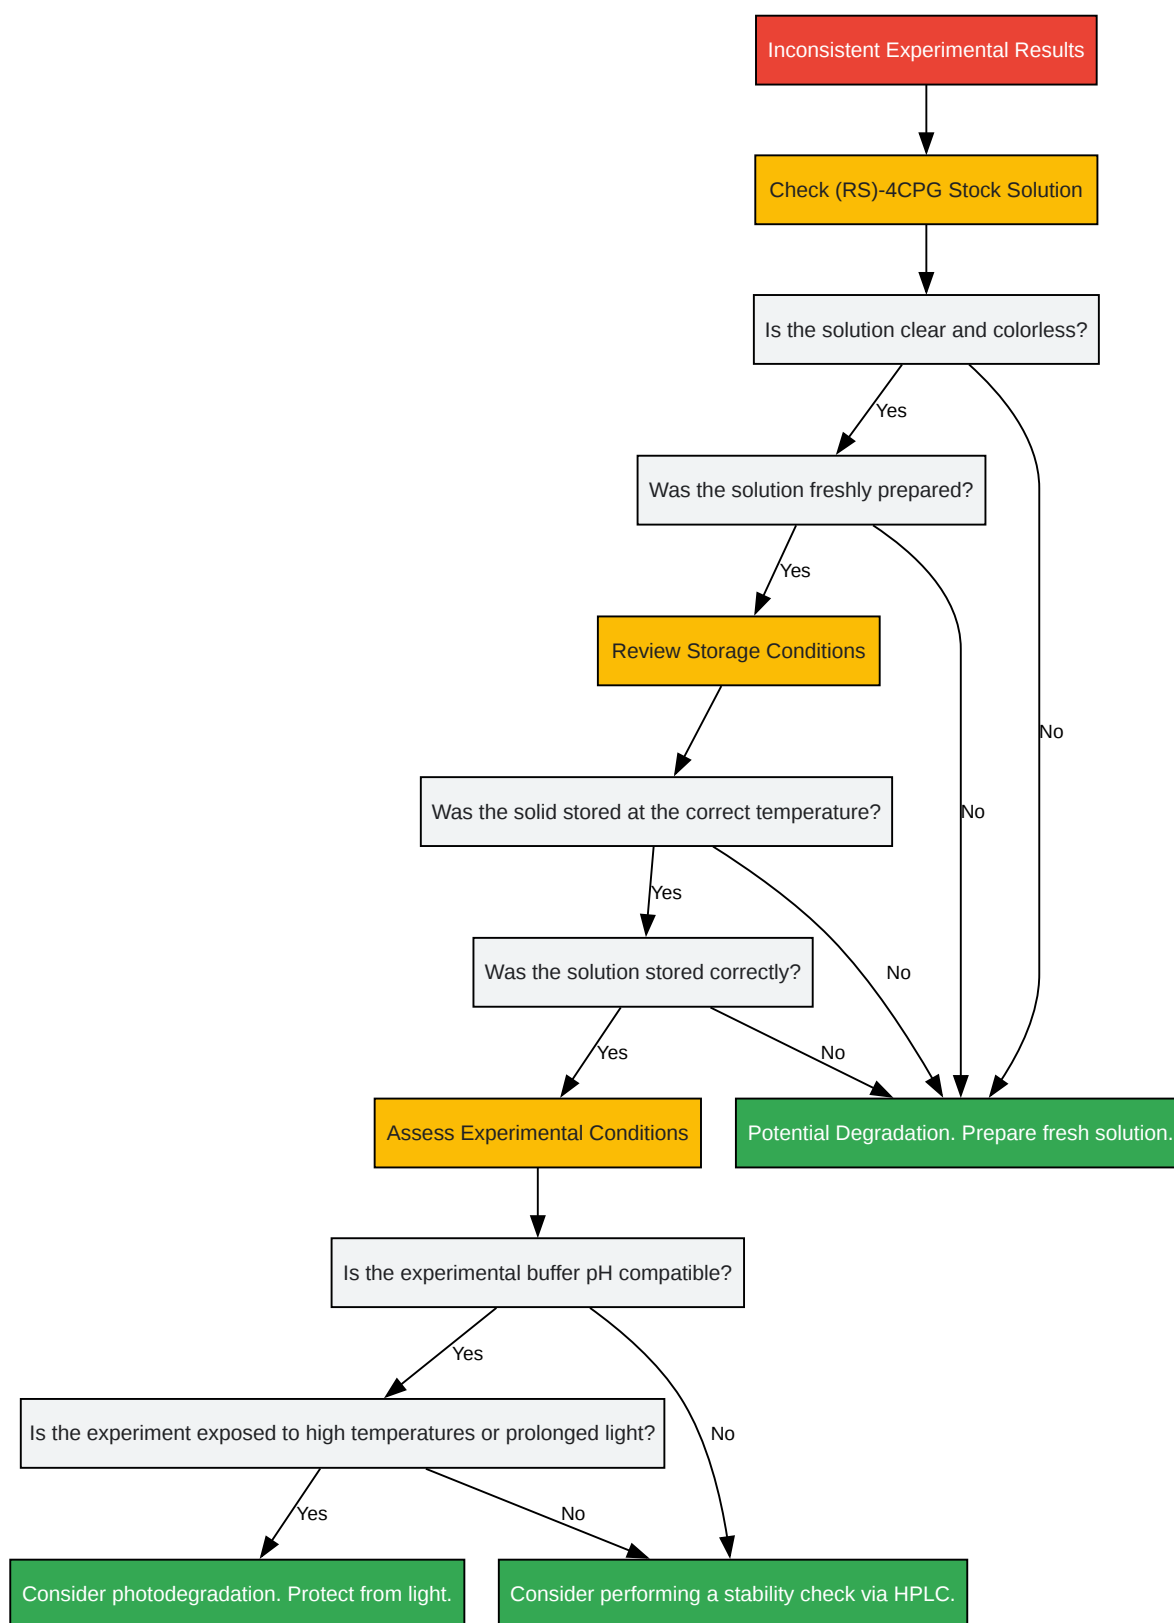 Inconsistent Experimental Results
Check (RS)-4CPG Stock Solution
Is the solution clear and colorless?
Yes
Was the solution freshly prepared?
Yes
Review Storage Conditions
No
Was the solid stored at the correct temperature?
No
Yes
Was the solution stored correctly?
No
Yes
No
Assess Experimental Conditions
Potential Degradation. Prepare fresh solution.
Is the experimental buffer pH compatible?
Yes
Is the experiment exposed to high temperatures or prolonged light?
No
Yes
No
Consider photodegradation. Protect from light.
Consider performing a stability check via HPLC.